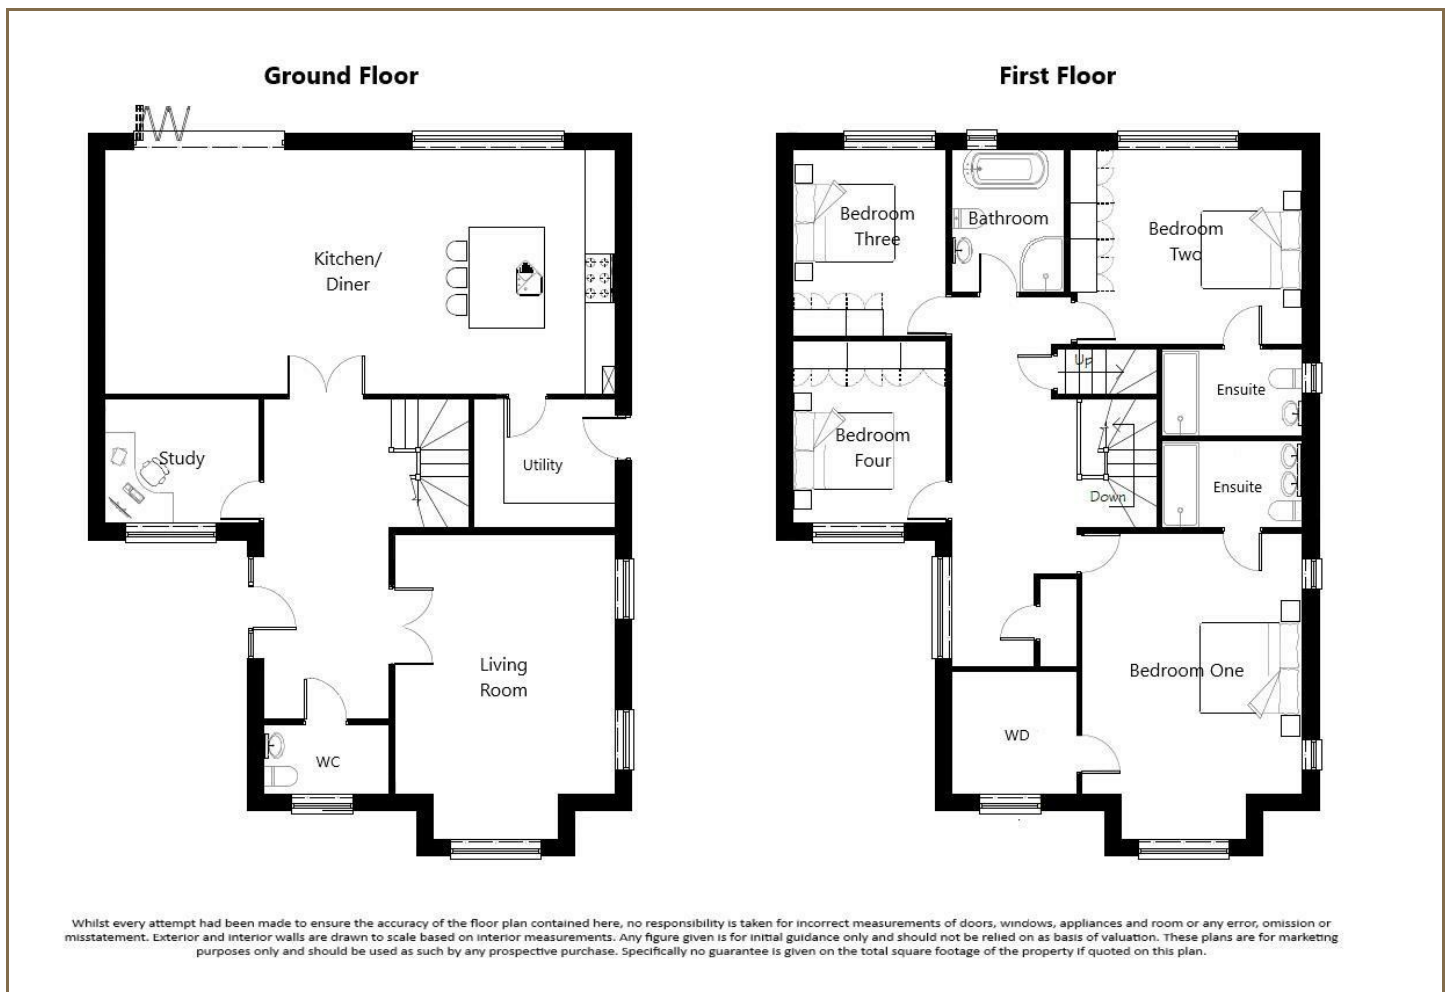 Ground Floor
Kitchen/
Diner
Study
Utility
Living
Room
WC
First Floor
Bedroom
Three
Bathroom
Bedroom
Two
Up
Ensuite
Bedroom
Four
Down
Ensuite
Bedroom One
WD
Whilst every attempt had been made to ensure the accuracy of the floor plan contained here, no responsibility is taken for incorrect measurements of doors, windows, appliances and room or any error, omission or
misstatement. Exterior and interior walls are drawn to scale based on interior measurements. Any figure given is for initial guidance only and should not be relied on as basis of valuation. These plans are for marketing
purposes only and should be used as such by any prospective purchase. Specifically no guarantee is given on the total square footage of the property if quoted on this plan.